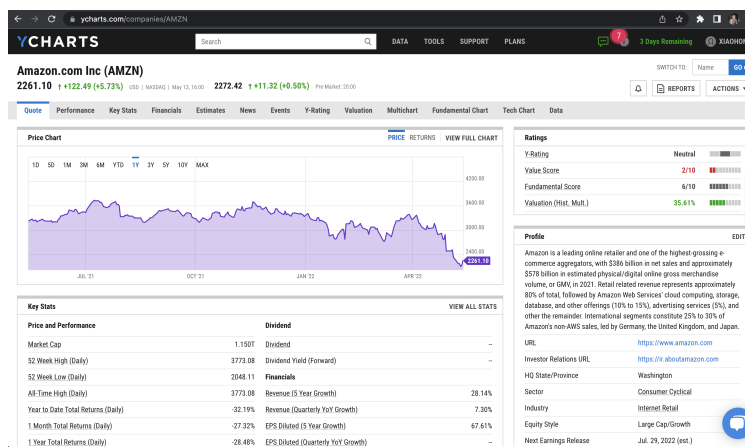 ycharts.com/companies/AMZN
YCHARTS
Search
DATA TOOLS SUPPORT PLANS
7
3 Days Remaining
XIAOHON
Amazon.com Inc (AMZN)
2261.10 +122.49 (+5.73%) USD | NASDAQ | May 13, 16:00 2272.42 +11.32 (+0.50%) Pre Market: 20:00
SWITCH TO: Name GO
REPORTS ACTIONS
Quote Performance Key Stats Financials Estimates News Events Y-Rating Valuation Multichart Fundamental Chart Tech Chart Data
Price Chart PRICE RETURNS VIEW FULL CHART
1D 5D 1M 3M 6M YTD 1Y 3Y 5Y 10Y MAX
4200.00
3600.00
3000.00
2400.00
2261.10
JUL '21 OCT '21 JAN '22 APR '22
Key Stats VIEW ALL STATS
Price and Performance
Market Cap 1.150T
52 Week High (Daily) 3773.08
52 Week Low (Daily) 2048.11
All-Time High (Daily) 3773.08
Year to Date Total Returns (Daily) -32.19%
1 Month Total Returns (Daily) -27.32%
1 Year Total Returns (Daily) -28.48%
Dividend
Dividend --
Dividend Yield (Forward) --
Financials
Revenue (5 Year Growth) 28.14%
Revenue (Quarterly YoY Growth) 7.30%
EPS Diluted (5 Year Growth) 67.61%
EPS Diluted (Quarterly YoY Growth) --
Ratings
Y-Rating Neutral
Value Score 2/10
Fundamental Score 6/10
Valuation (Hist. Mult.) 35.61%
Profile EDIT
Amazon is a leading online retailer and one of the highest-grossing e-
commerce aggregators, with $386 billion in net sales and approximately
$578 billion in estimated physical/digital online gross merchandise
volume, or GMV, in 2021. Retail related revenue represents approximately
80% of total, followed by Amazon Web Services' cloud computing, storage,
database, and other offerings (10% to 15%), advertising services (5%), and
other the remainder. International segments constitute 25% to 30% of
Amazon's non-AWS sales, led by Germany, the United Kingdom, and Japan.
URL https://www.amazon.com
Investor Relations URL https://ir.aboutamazon.com
HQ State/Province Washington
Sector Consumer Cyclical
Industry Internet Retail
Equity Style Large Cap/Growth
Next Earnings Release Jul. 29, 2022 (est.)